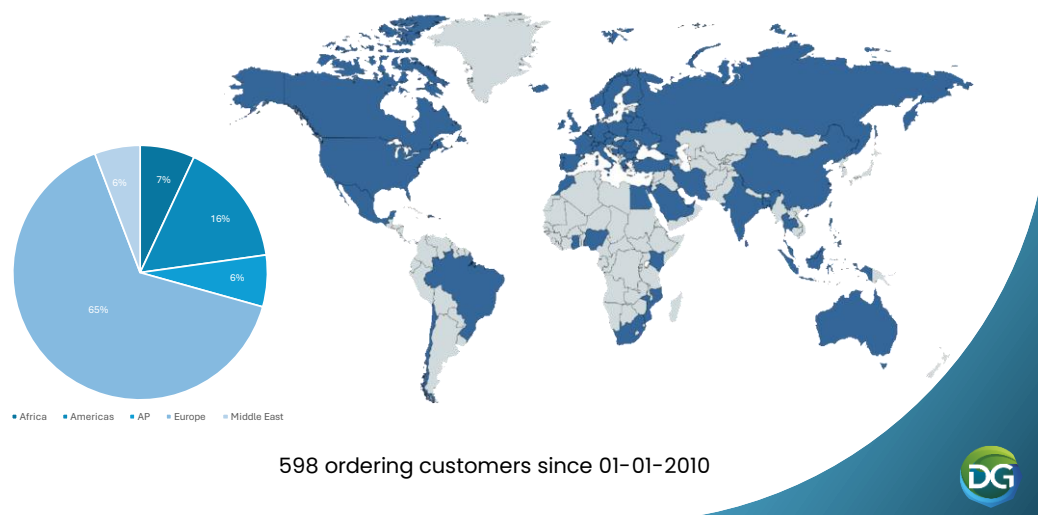 6%
7%
16%
6%
65%
Africa Americas AP Europe Middle East
598 ordering customers since 01-01-2010
DG